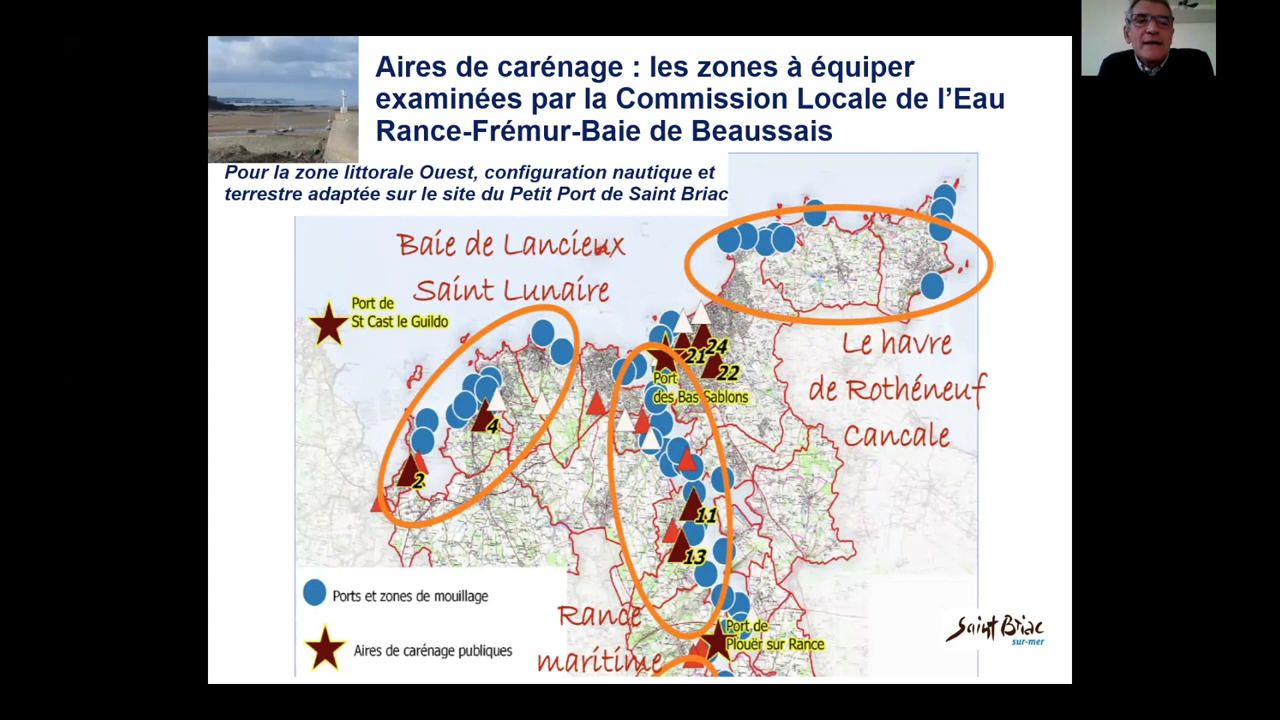 Aires de carénage : les zones à équiper
examinées par la Commission Locale de l'Eau
Rance-Frémur-Baie de Beaussais
Pour la zone littorale Ouest, configuration nautique et
terrestre adaptée sur le site du Petit Port de Saint Briac
Baie de Lancieux
Saint Lunaire
Port de
St Cast le Guildo
21
24
22
Port
des Bas Sablons
Le havre
de Rothéneuf
Cancale
4
2
11
13
Ports et zones de mouillage
Rance
maritime
Port de
Plouër sur Rance
Aires de carénage publiques
Saint Briac
sur-mer